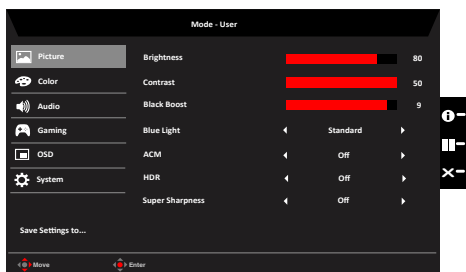 Mode - User
Picture
Color
Audio
Gaming
OSD
System
Save Settings to...
Brightness 80
Contrast 50
Black Boost 9
Blue Light Standard
ACM Off
HDR Off
Super Sharpness Off
Move Enter